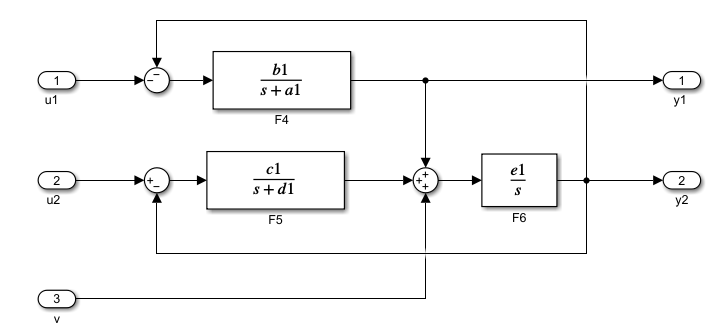 1
u1
b1
s + a1
F4
1
y1
2
u2
c1
s + d1
F5
+
+
+
e1
s
F6
2
y2
3
v